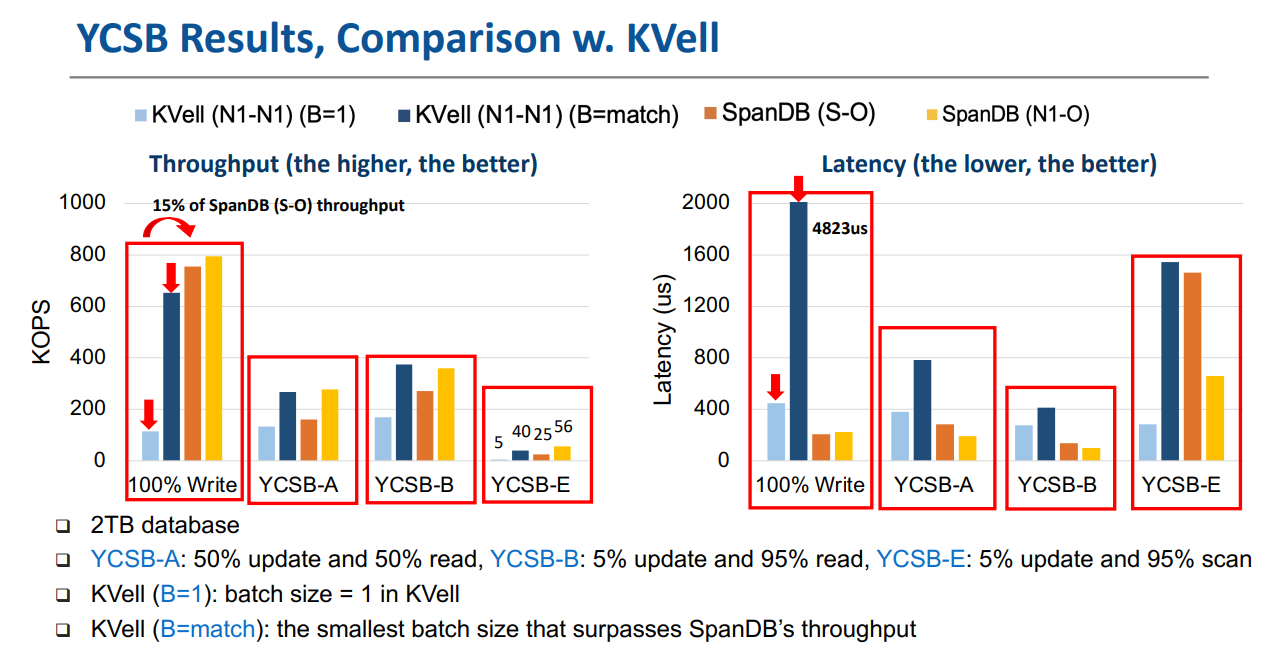 YCSB Results, Comparison w. KVell
KVell (N1-N1) (B=1) KVell (N1-N1) (B=match) SpanDB (S-O) SpanDB (N1-O)
Throughput (the higher, the better)
15% of SpanDB (S-O) throughput
KOPS
1000
800
600
400
200
0
5 40 25 56
100% Write YCSB-A YCSB-B YCSB-E
Latency (the lower, the better)
4823us
Latency (us)
2000
1600
1200
800
400
0
100% Write YCSB-A YCSB-B YCSB-E
2TB database
YCSB-A: 50% update and 50% read, YCSB-B: 5% update and 95% read, YCSB-E: 5% update and 95% scan
KVell (B=1): batch size = 1 in KVell
KVell (B=match): the smallest batch size that surpasses SpanDB’s throughput